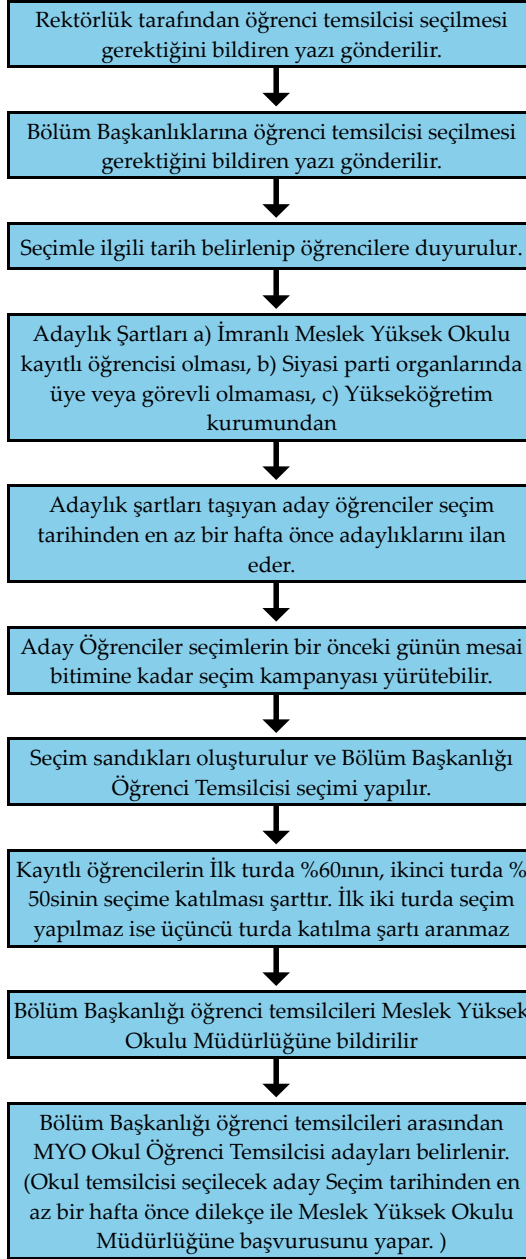 Rektörlük tarafından öğrenci temsilcisi seçilmesi
gerektiğini bildiren yazı gönderilir.
Bölüm Başkanlıklarına öğrenci temsilcisi seçilmesi
gerektiğini bildiren yazı gönderilir.
Seçimle ilgili tarih belirlenip öğrencilere duyurulur.
Adaylık Şartları a) İmranlı Meslek Yüksek Okulu
kayıtlı öğrencisi olması, b) Siyasi parti organlarında
üye veya görevli olmaması, c) Yükseköğretim
kurumundan
Adaylık şartları taşıyan aday öğrenciler seçim
tarihinden en az bir hafta önce adaylıklarını ilan
eder.
Aday Öğrenciler seçimlerin bir önceki günün mesai
bitimine kadar seçim kampanyası yürütebilir.
Seçim sandıkları oluşturulur ve Bölüm Başkanlığı
Öğrenci Temsilcisi seçimi yapılır.
Kayıtlı öğrencilerin İlk turda %60ının, ikinci turda %
50sinin seçime katılması şarttır. İlk iki turda seçim
yapılmaz ise üçüncü turda katılma şartı aranmaz
Bölüm Başkanlığı öğrenci temsilcileri Meslek Yüksek
Okulu Müdürlüğüne bildirilir
Bölüm Başkanlığı öğrenci temsilcileri arasından
MYO Okul Öğrenci Temsilcisi adayları belirlenir.
(Okul temsilcisi seçilecek aday Seçim tarihinden en
az bir hafta önce dilekçe ile Meslek Yüksek Okulu
Müdürlüğüne başvurusunu yapar. )